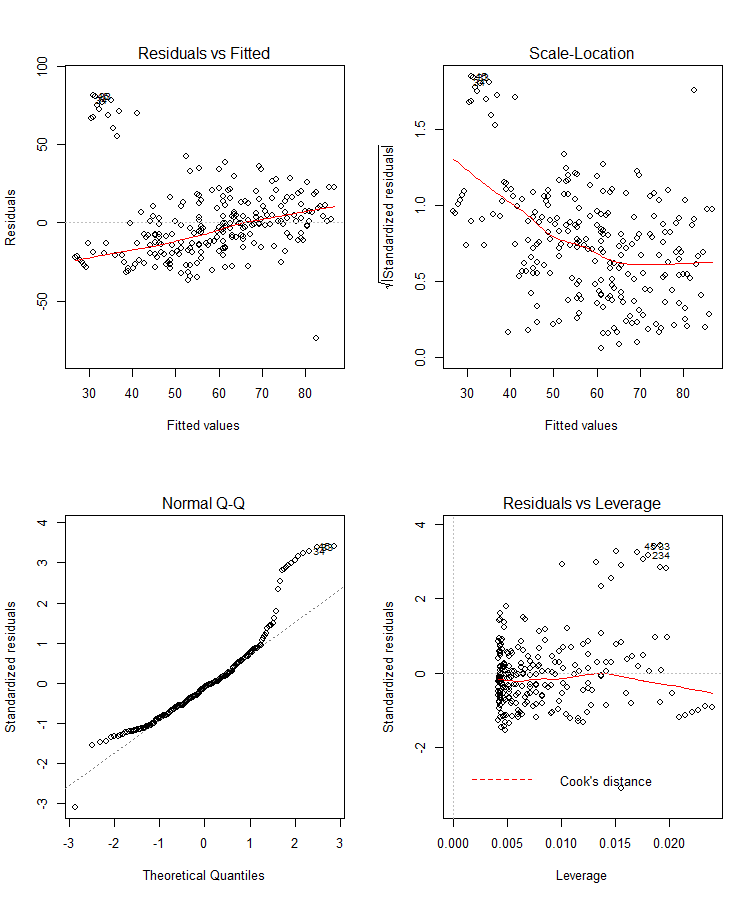 Residuals vs Fitted
Residuals
100
50
0
-50
30 40 50 60 70 80
Fitted values
Scale-Location
√|Standardized residuals|
1.5
1.0
0.5
0.0
30 40 50 60 70 80
Fitted values
Normal Q-Q
Standardized residuals
4
3
2
1
0
-1
-2
-3
-3 -2 -1 0 1 2 3
Theoretical Quantiles
Residuals vs Leverage
Standardized residuals
4
2
0
-2
234
Cook's distance
0.000 0.005 0.010 0.015 0.020
Leverage